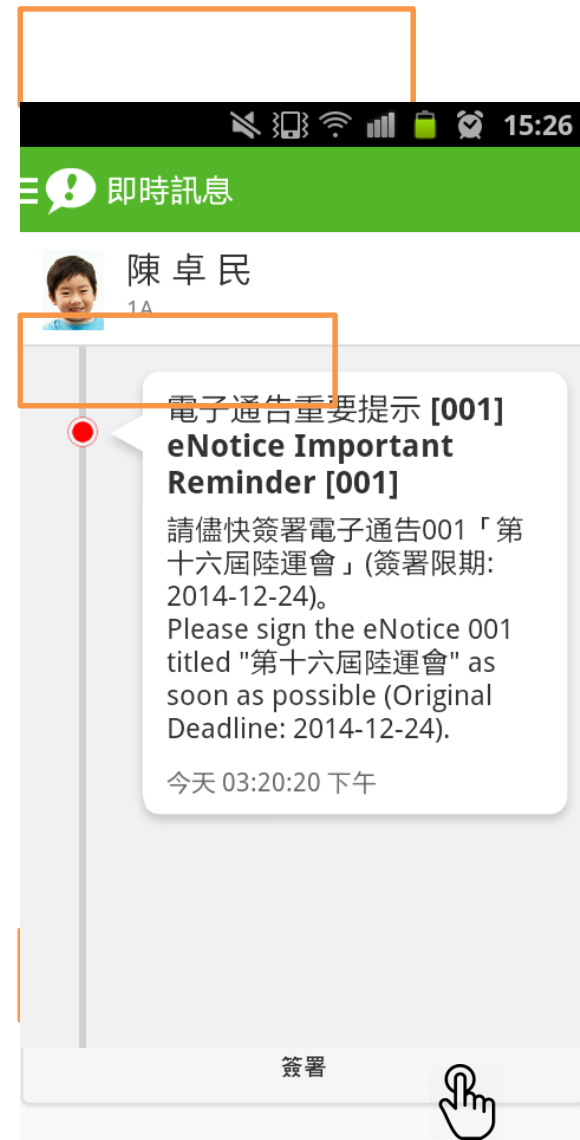 15:26
即時訊息
陳 卓 民
1A
電子通告重要提示 [001]
eNotice Important
Reminder [001]
請儘快簽署電子通告001「第
十六屆陸運會」(簽署限期:
2014-12-24)。
Please sign the eNotice 001
titled "第十六屆陸運會" as
soon as possible (Original
Deadline: 2014-12-24).
今天 03:20:20 下午
簽署